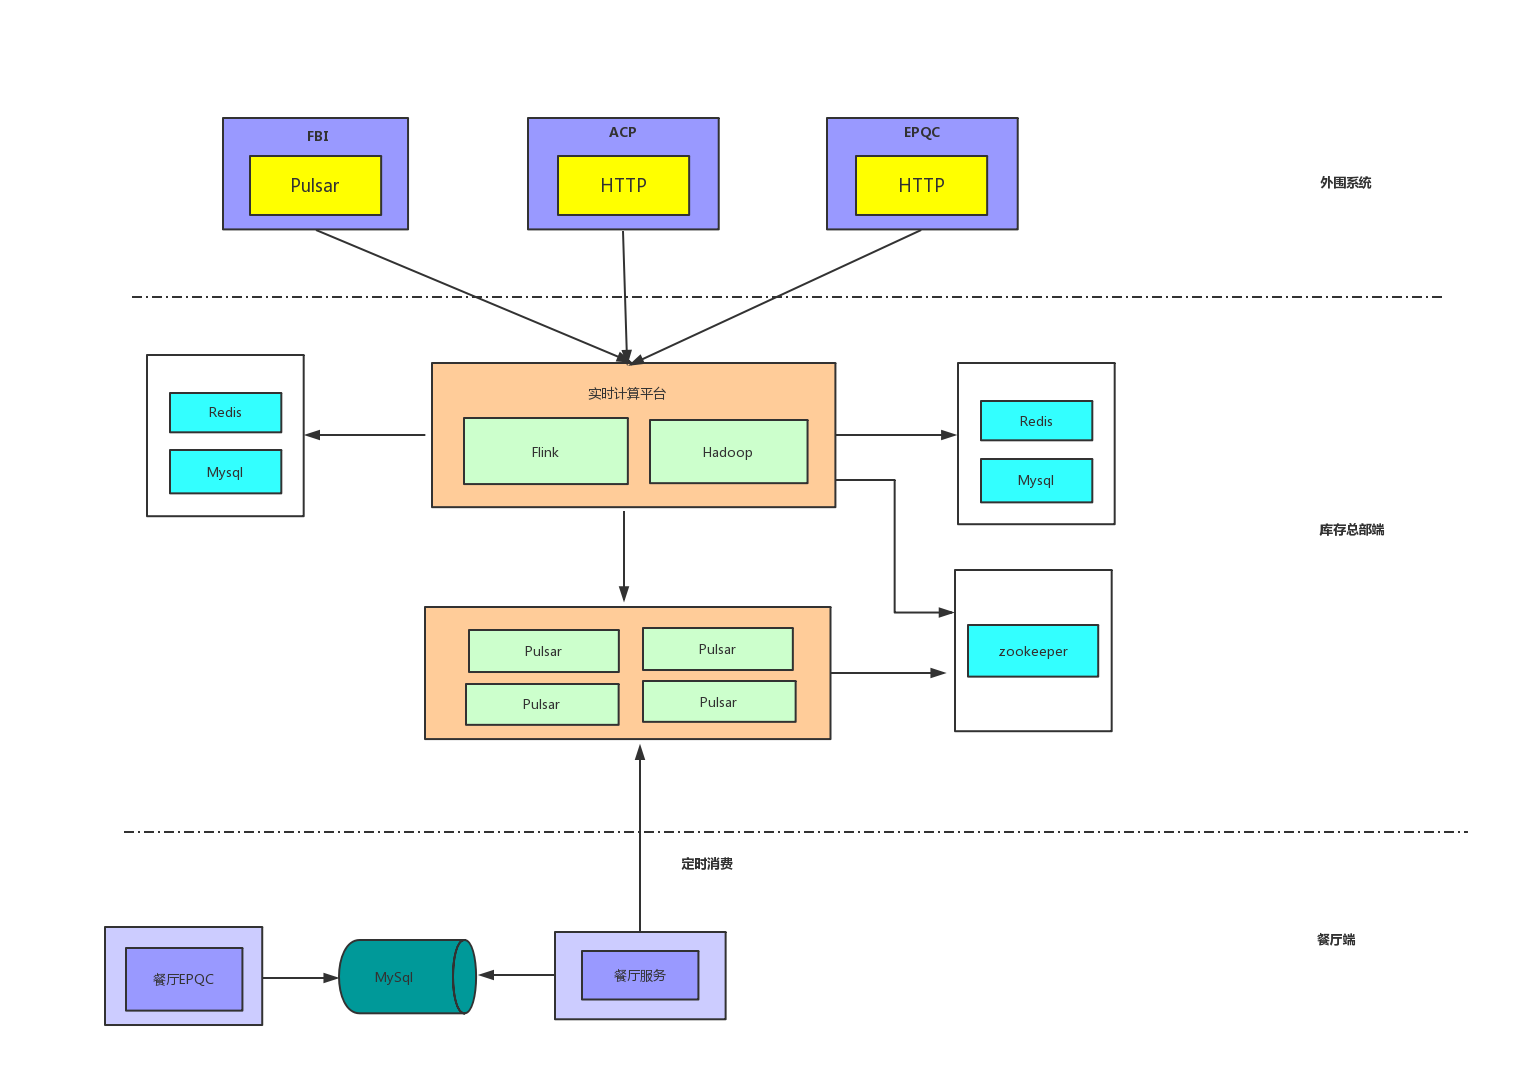 FBI
ACP
EPQC
Pulsar
HTTP
HTTP
外围系统
实时计算平台
Redis
Mysql
Flink
Hadoop
Redis
Mysql
库存总部端
Pulsar
Pulsar
Pulsar
Pulsar
zookeeper
定时消费
餐厅端
餐厅EPQC
MySql
餐厅服务